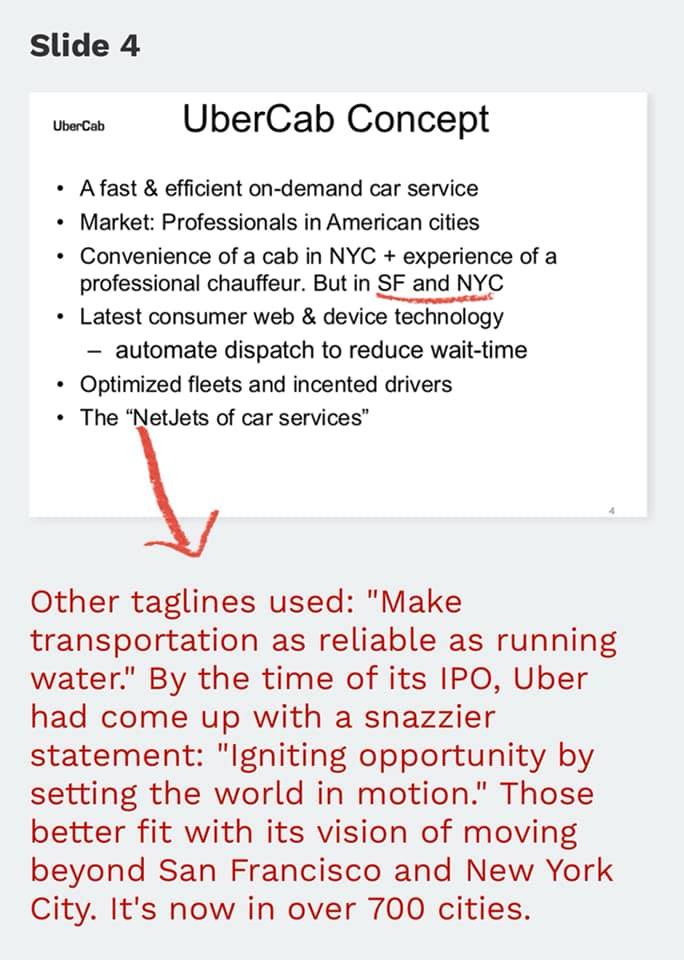 Slide 4
UberCab
UberCab Concept
• A fast & efficient on-demand car service
• Market: Professionals in American cities
• Convenience of a cab in NYC + experience of a
professional chauffeur. But in SF and NYC
• Latest consumer web & device technology
– automate dispatch to reduce wait-time
• Optimized fleets and incented drivers
• The “NetJets of car services”
4
Other taglines used: "Make
transportation as reliable as running
water." By the time of its IPO, Uber
had come up with a snazzier
statement: "Igniting opportunity by
setting the world in motion." Those
better fit with its vision of moving
beyond San Francisco and New York
City. It's now in over 700 cities.